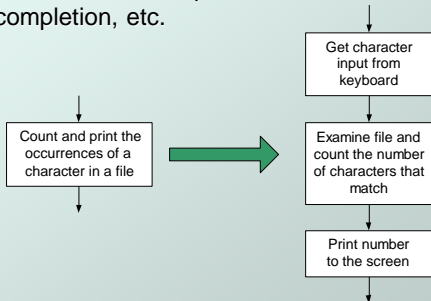 completion, etc.
Count and print the
occurrences of a
character in a file
Get character
input from
keyboard
Examine file and
count the number
of characters that
match
Print number
to the screen